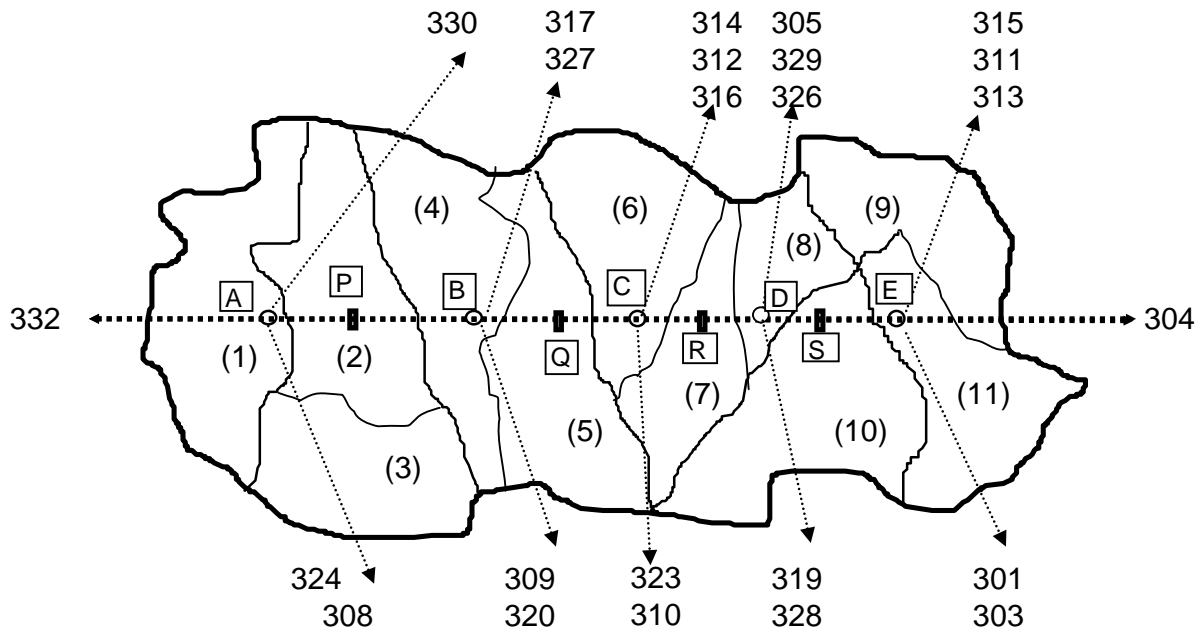 330 317 314 305 315
327 312 329 311
316 326 313
(4) (6) (9)
(8)
A P B C D E
332 304
(1) (2) Q R S
(7) (11)
(5) (10)
(3)
324 309 323 319 301
308 320 310 328 303